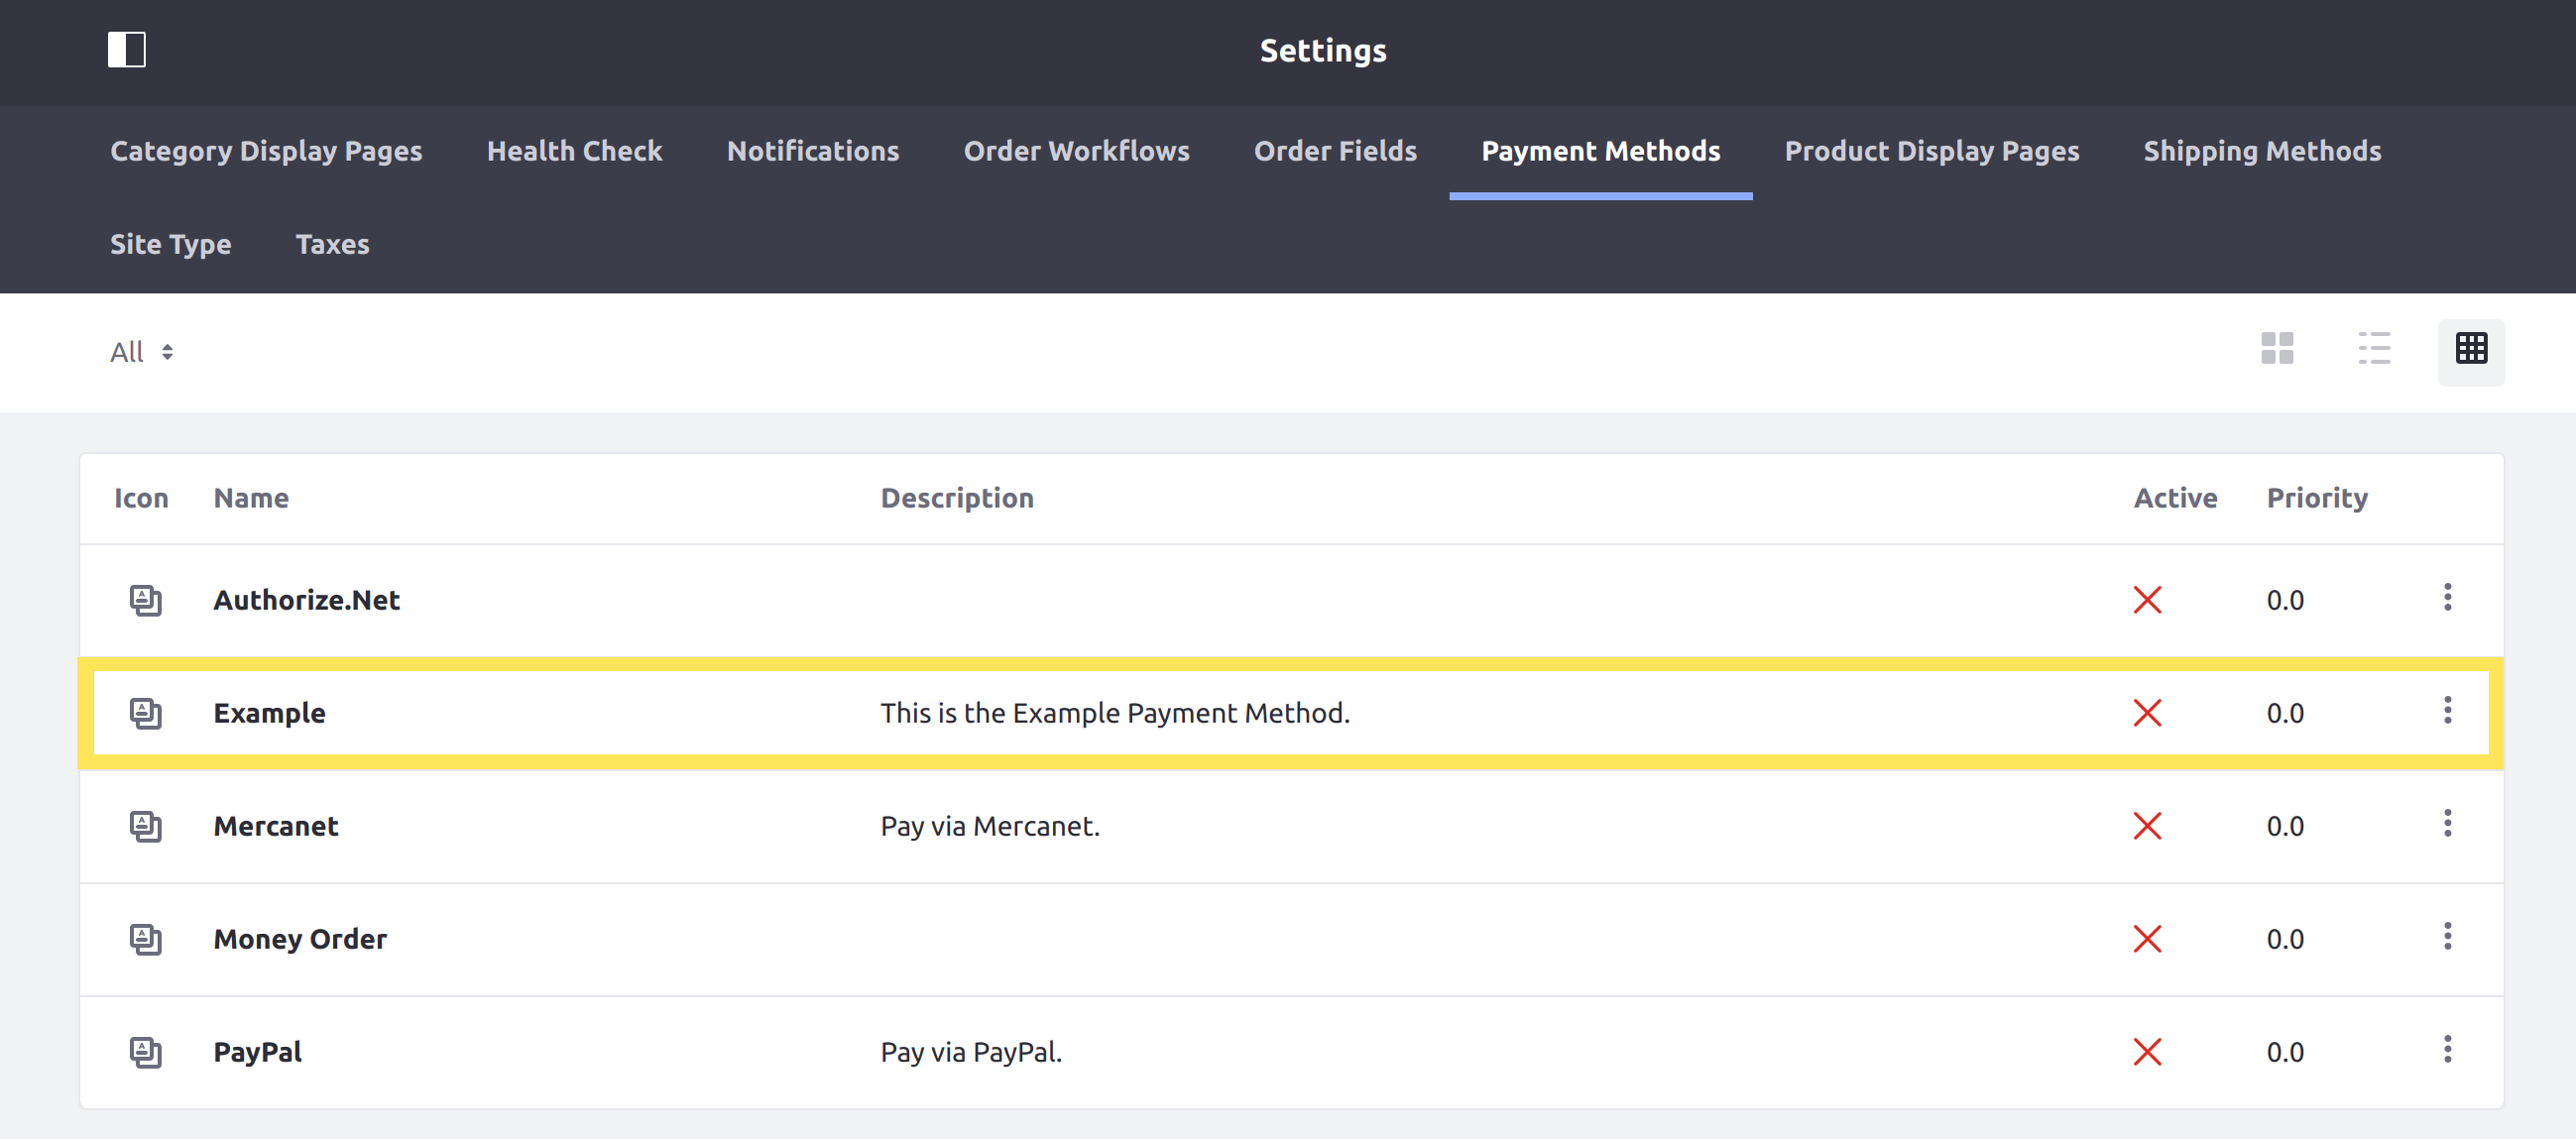 Settings
Category Display Pages Health Check Notifications Order Workflows Order Fields Payment Methods Product Display Pages Shipping Methods
Site Type Taxes
All
Icon Name Description Active Priority
Authorize.Net 0.0
Example This is the Example Payment Method. 0.0
Mercanet Pay via Mercanet. 0.0
Money Order 0.0
PayPal Pay via PayPal. 0.0